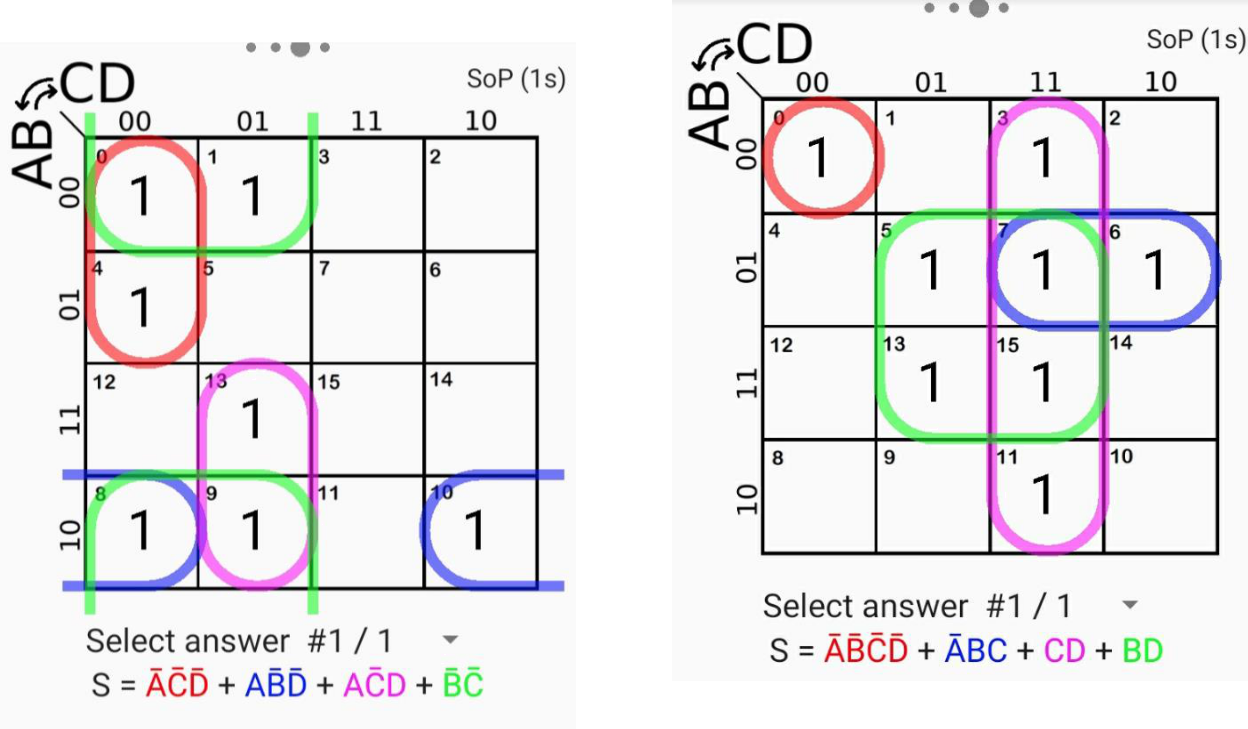 CD
SoP (1s)
AB
00 01 11 10
00
0 1 3 2
1 1
01
4 5 7 6
1
11
12 13 15 14
1
10
8 9 11 10
1 1 1
Select answer #1 / 1
S = A̅C̅D̅ + AB̅D̅ + AC̅D + B̅C̅
CD
SoP (1s)
AB
00 01 11 10
00
0 1 3 2
1 1
01
4 5 7 6
1 1 1
11
12 13 15 14
1 1
10
8 9 11 10
1
Select answer #1 / 1
S = A̅B̅C̅D̅ + A̅BC + CD + BD